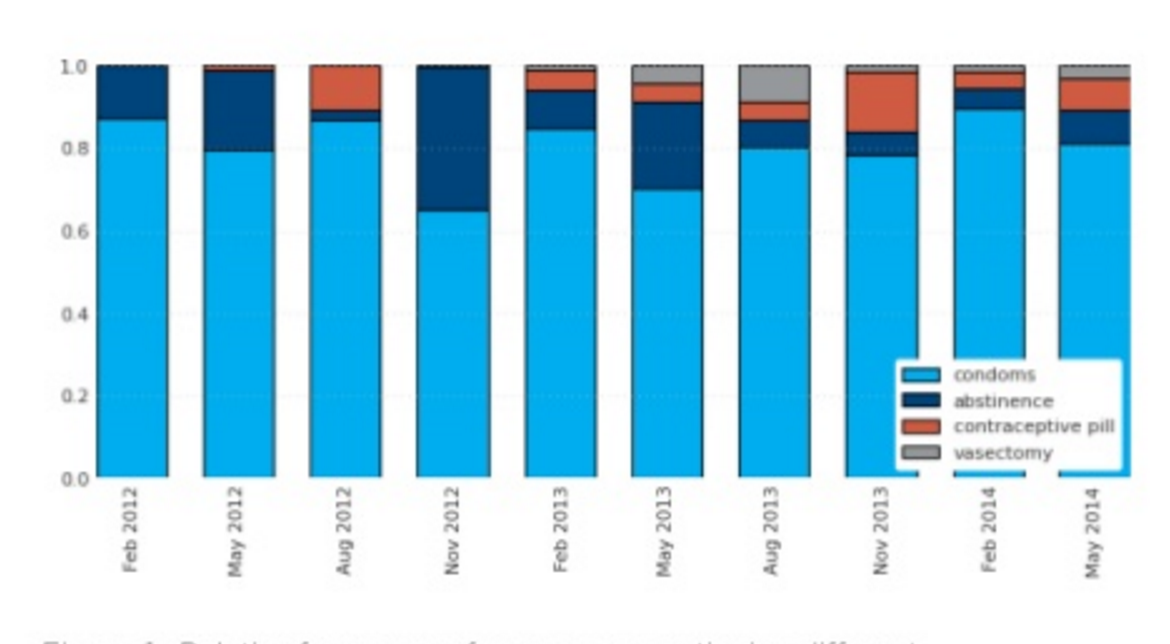 1.0
0.8
0.6
0.4
0.2
0.0
condoms
abstinence
contraceptive pill
vasectomy
Feb 2012
May 2012
Aug 2012
Nov 2012
Feb 2013
May 2013
Aug 2013
Nov 2013
Feb 2014
May 2014